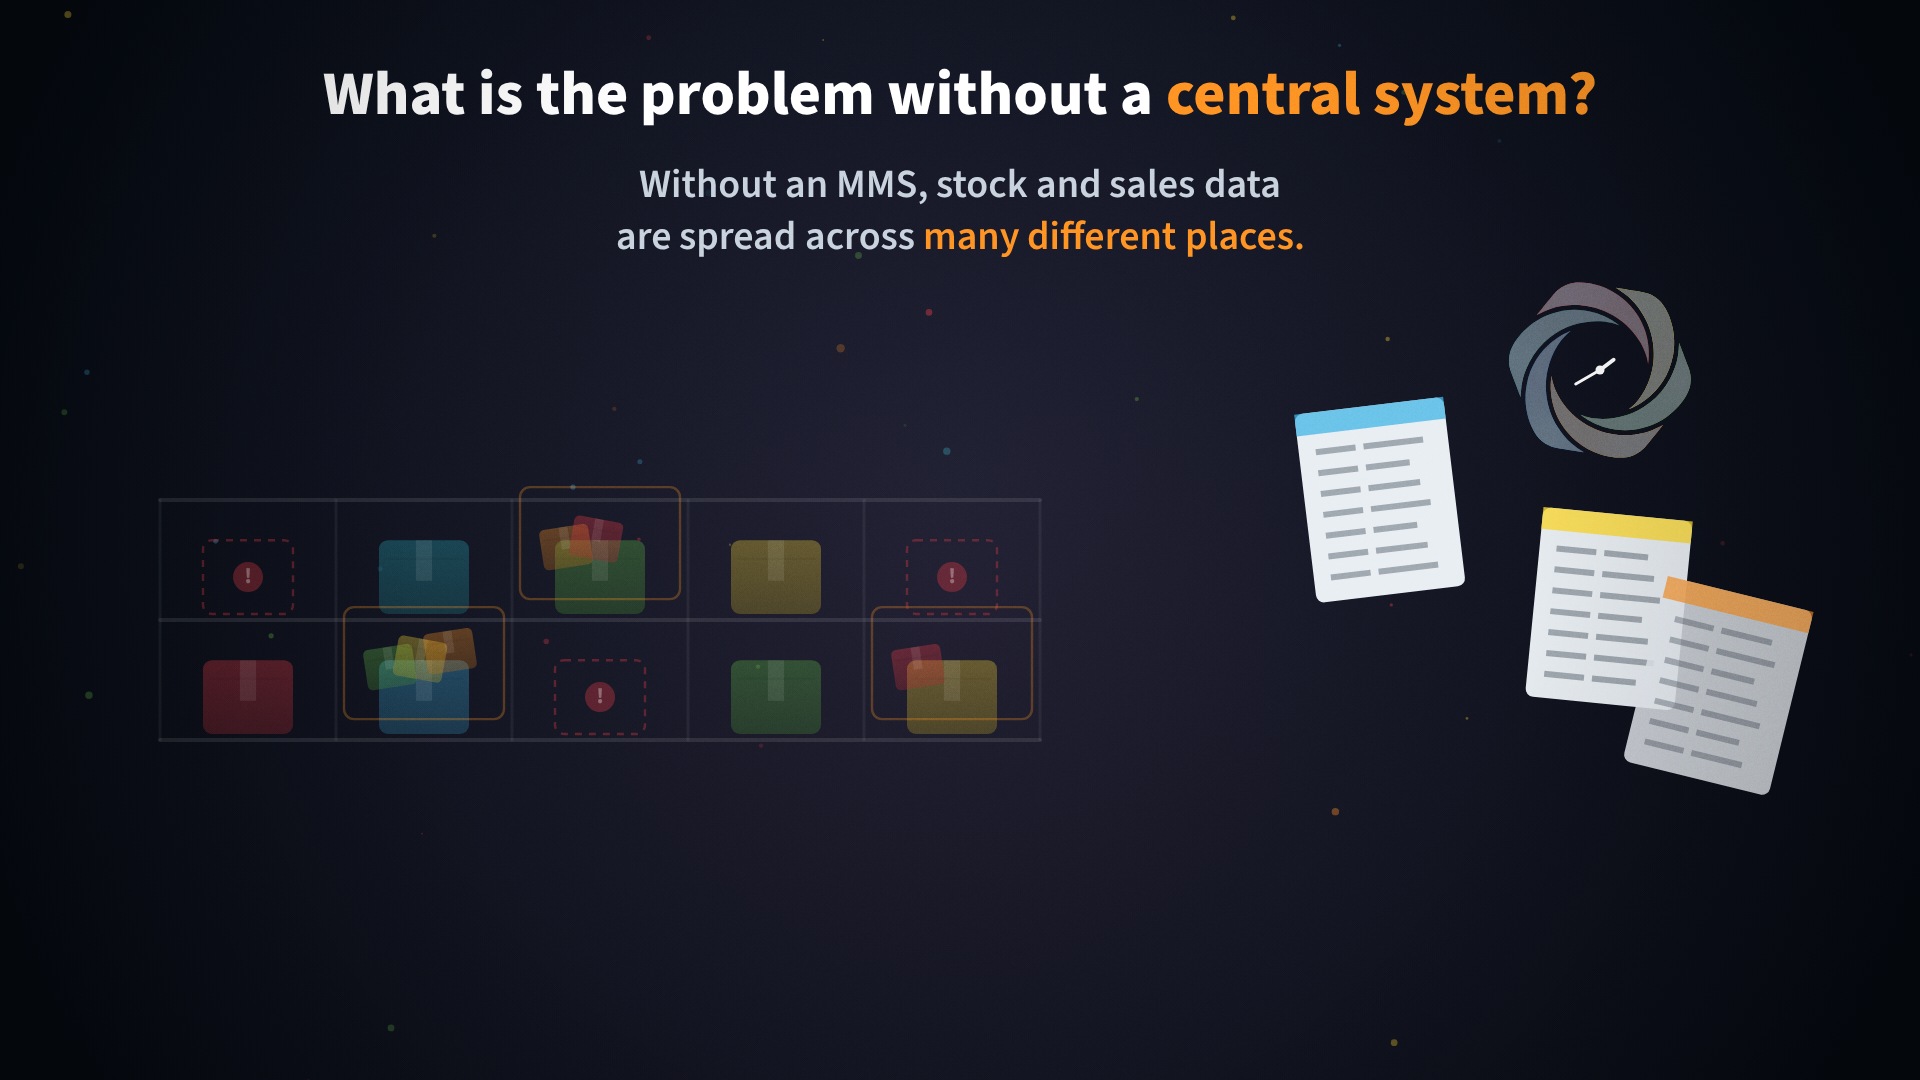 What is the problem without a central system?
Without an MMS, stock and sales data
are spread across many different places.
!
!
!